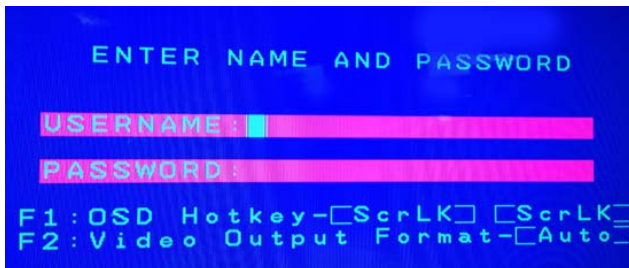 ENTER NAME AND PASSWORD
USERNAME:
PASSWORD:
F1:OSD Hotkey-[ScrLK] [ScrLK]
F2:Video Output Format-[Auto]